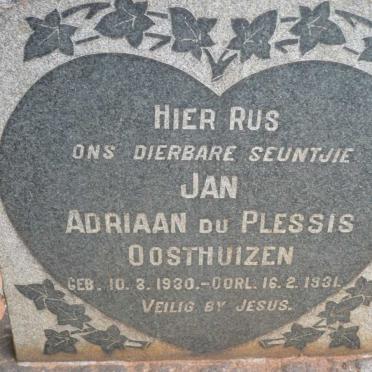 HIER RUS
ONS DIERBARE SEUNTJIE
JAN
ADRIAAN DU PLESSIS
OOSTHUIZEN
GEB. 10.3.1930.–OORL. 16.2.1931.
VEILIG BY JESUS.